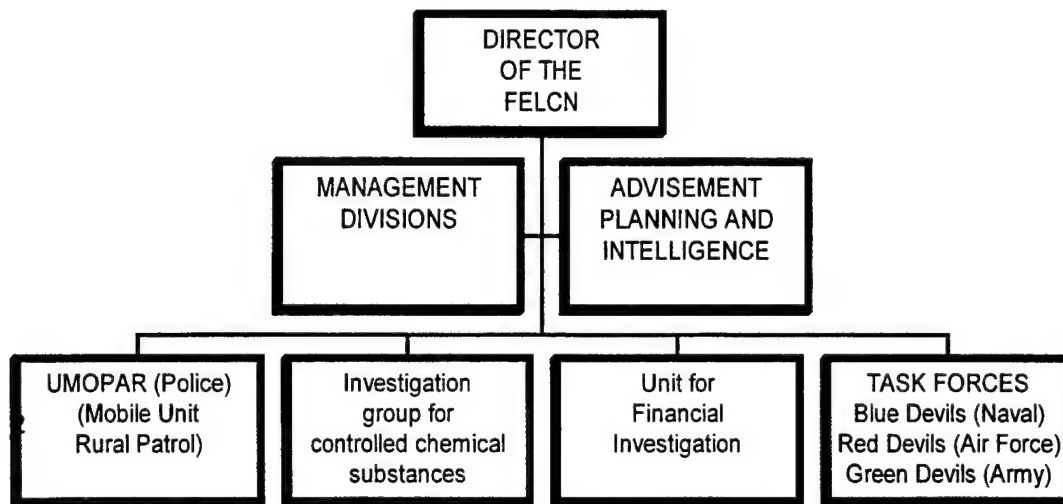 DIRECTOR
OF THE
FELCN
MANAGEMENT
DIVISIONS
ADVISEMENT
PLANNING AND
INTELLIGENCE
UMOPAR (Police)
(Mobile Unit
Rural Patrol)
Investigation
group for
controlled chemical
substances
Unit for
Financial
Investigation
TASK FORCES
Blue Devils (Naval)
Red Devils (Air Force)
Green Devils (Army)